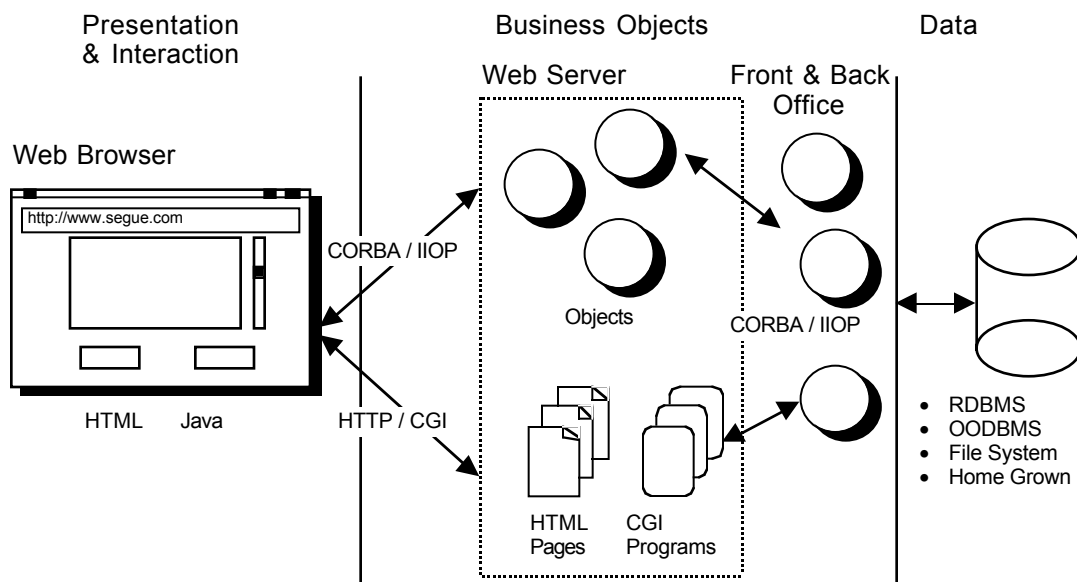 Presentation
& Interaction
Business Objects
Data
Web Server
Front & Back
Office
Web Browser
http://www.segue.com
CORBA / IIOP
Objects
CORBA / IIOP
HTML
Java
HTTP / CGI
HTML
Pages
CGI
Programs
• RDBMS
• OODBMS
• File System
• Home Grown